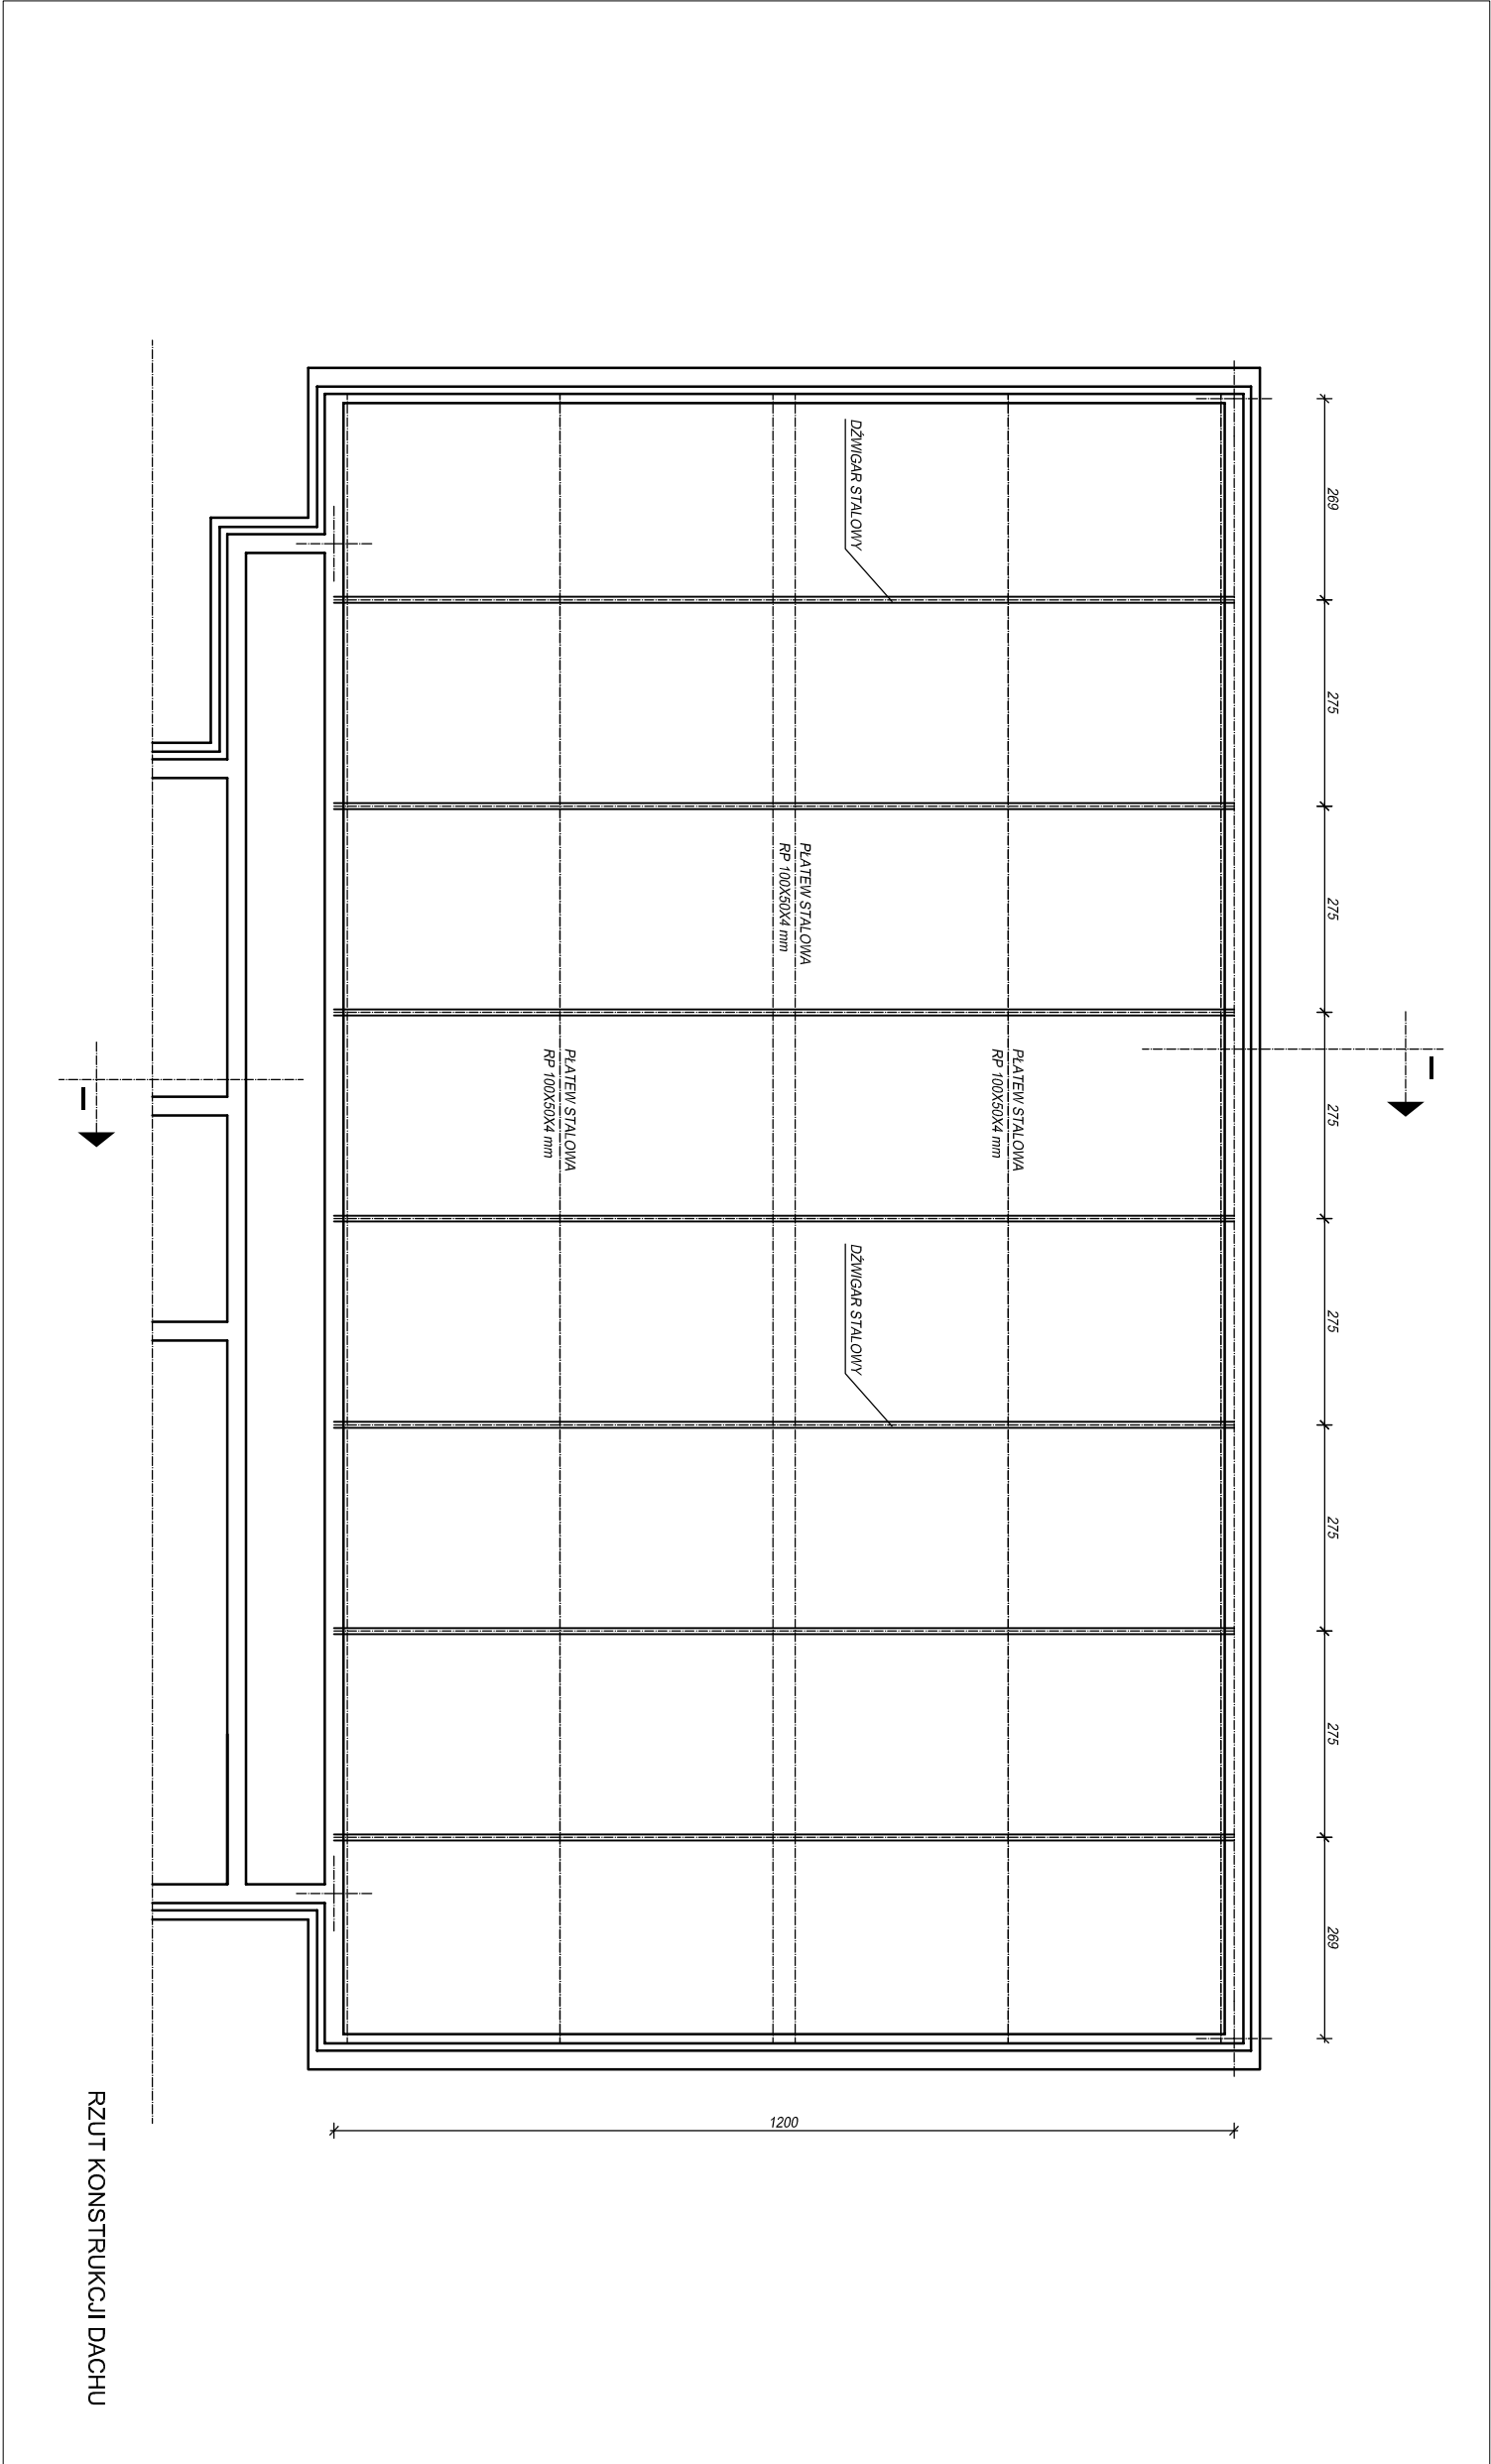 I
269 275 275 275 275 275 275 269
PŁATEW STALOWA
RP 100X50X4 mm
DŹWIGAR STALOWY
DŹWIGAR STALOWY
PŁATEW STALOWA
RP 100X50X4 mm
1200
PŁATEW STALOWA
RP 100X50X4 mm
I
RZUT KONSTRUKCJI DACHU